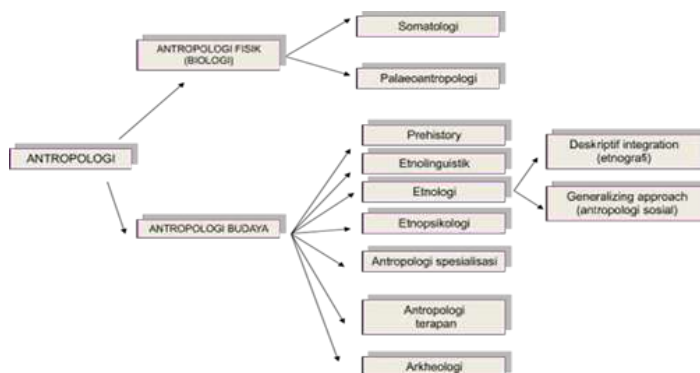 ANTROPOLOGI
ANTROPOLOGI FISIK
(BIOLOGI)
Somatologi
Palaeoantropologi
ANTROPOLOGI BUDAYA
Prehistory
Etnolinguistik
Etnologi
Etnopsikologi
Antropologi spesialisasi
Antropologi
terapan
Arkheologi
Deskriptif integration
(etnografi)
Generalizing approach
(antropologi sosial)